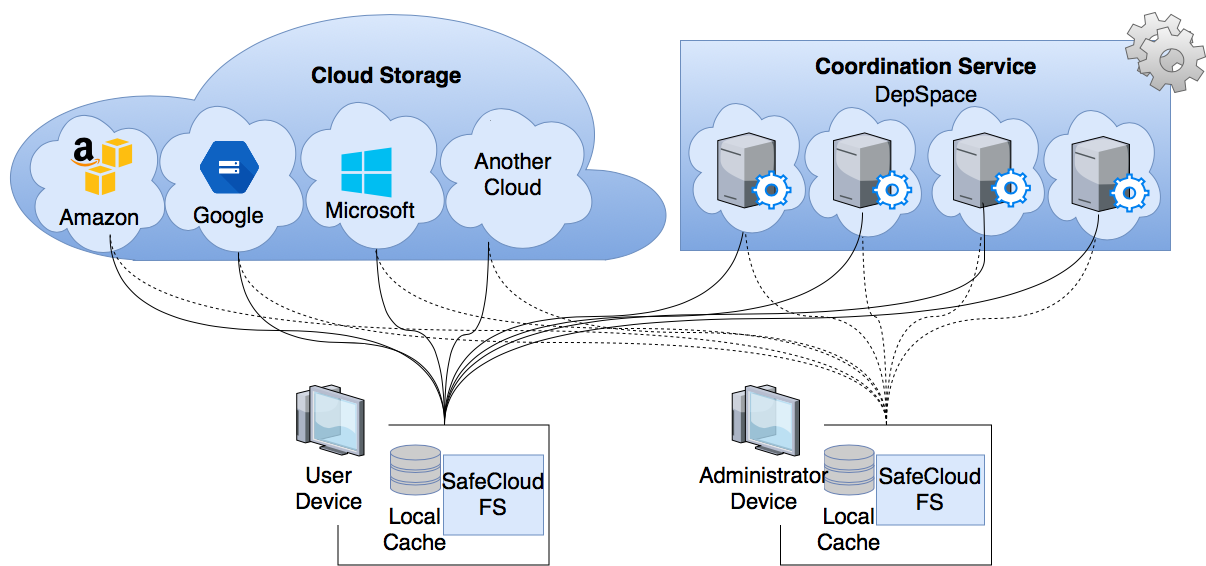 Cloud Storage
Amazon
Google
Microsoft
Another
Cloud
Coordination Service
DepSpace
User
Device
Local
Cache
SafeCloud
FS
Administrator
Device
Local
Cache
SafeCloud
FS